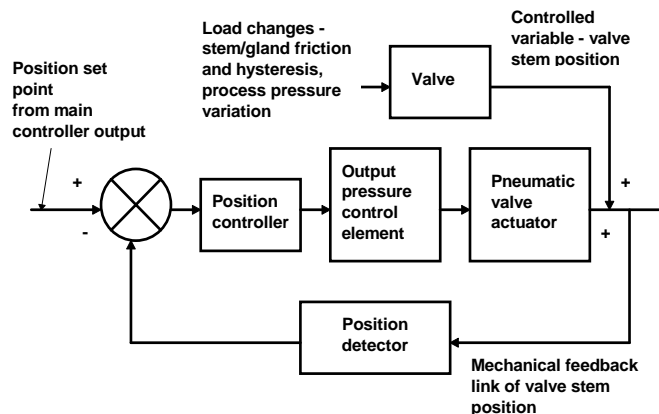 Load changes -
stem/gland friction
and hysteresis,
process pressure
variation
Controlled
variable - valve
stem position
Position set
point
from main
controller output
Valve
+
-
Position
controller
Output
pressure
control
element
Pneumatic
valve
actuator
+
+
Position
detector
Mechanical feedback
link of valve stem
position